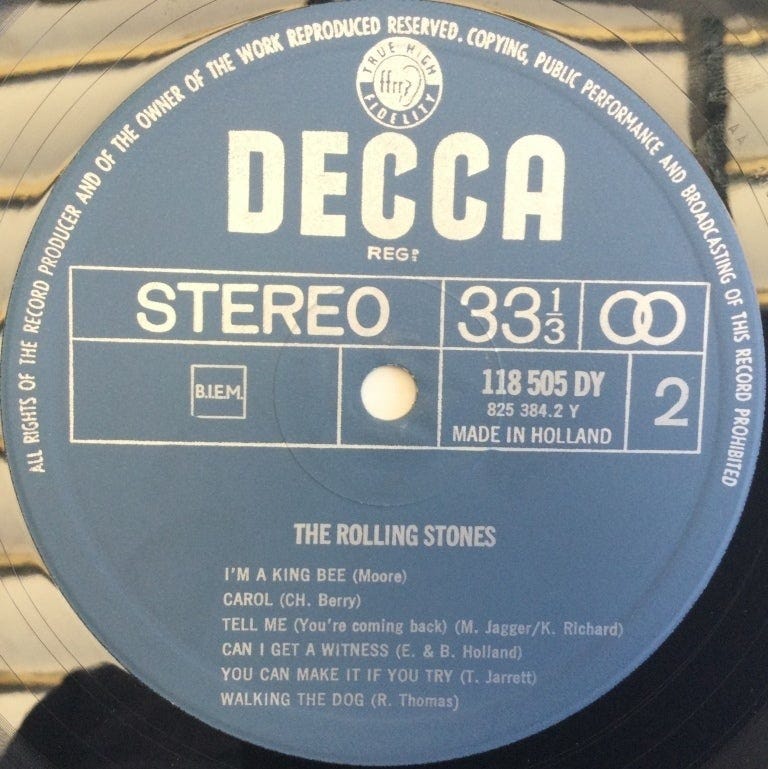 ALL RIGHTS OF THE RECORD PRODUCER AND OF THE OWNER OF THE WORK REPRODUCED RESERVED. COPYING, PUBLIC PERFORMANCE AND BROADCASTING OF THIS RECORD PROHIBITED
TRUE HIGH
ffrr
FIDELITY
DECCA
REGD
STEREO 33⅓
B.I.E.M. 118 505 DY 2
825 384.2 Y
MADE IN HOLLAND
THE ROLLING STONES
I'M A KING BEE (Moore)
CAROL (CH. Berry)
TELL ME (You're coming back) (M. Jagger/K. Richard)
CAN I GET A WITNESS (E. & B. Holland)
YOU CAN MAKE IT IF YOU TRY (T. Jarrett)
WALKING THE DOG (R. Thomas)